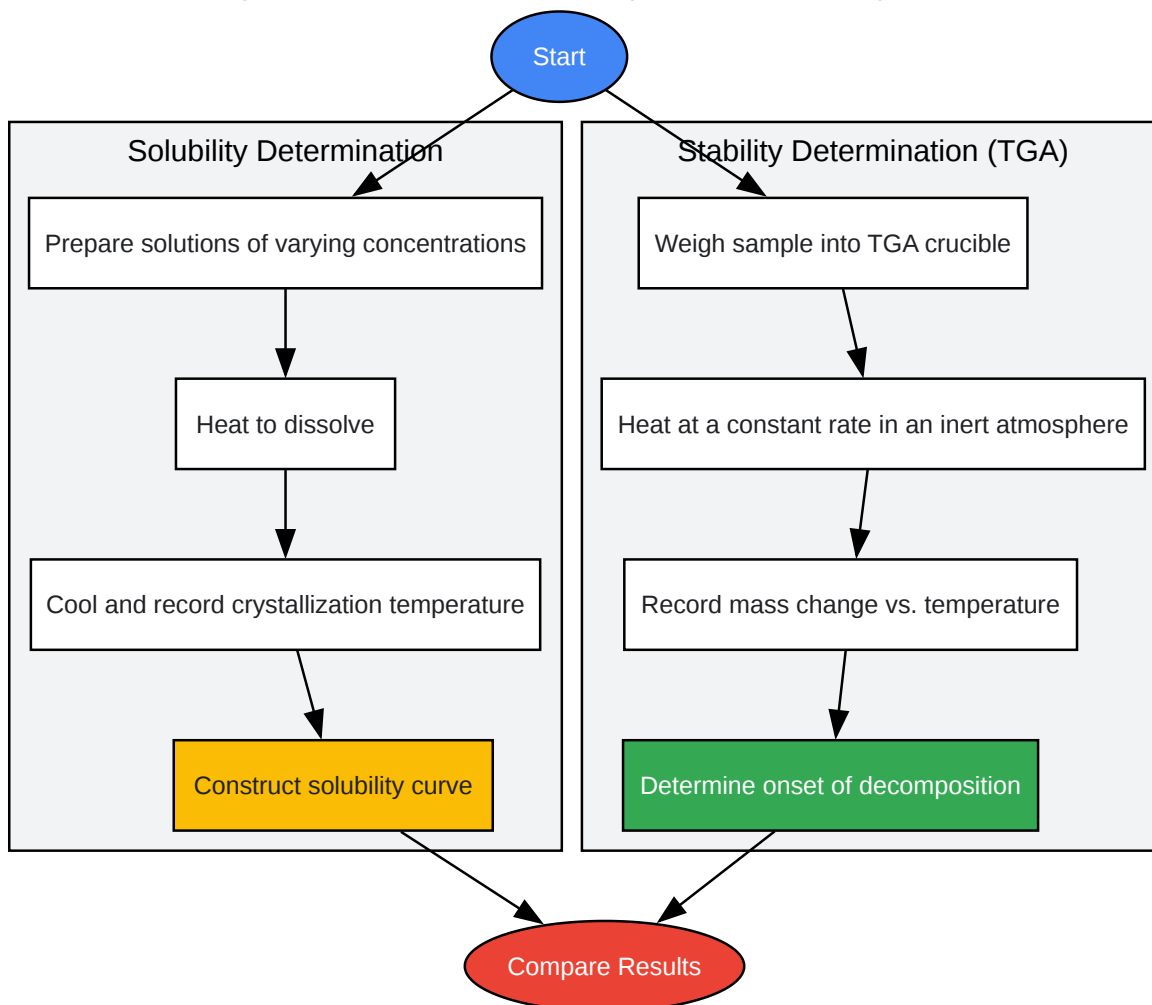 Start
Solubility Determination
Prepare solutions of varying concentrations
Heat to dissolve
Cool and record crystallization temperature
Construct solubility curve
Stability Determination (TGA)
Weigh sample into TGA crucible
Heat at a constant rate in an inert atmosphere
Record mass change vs. temperature
Determine onset of decomposition
Compare Results